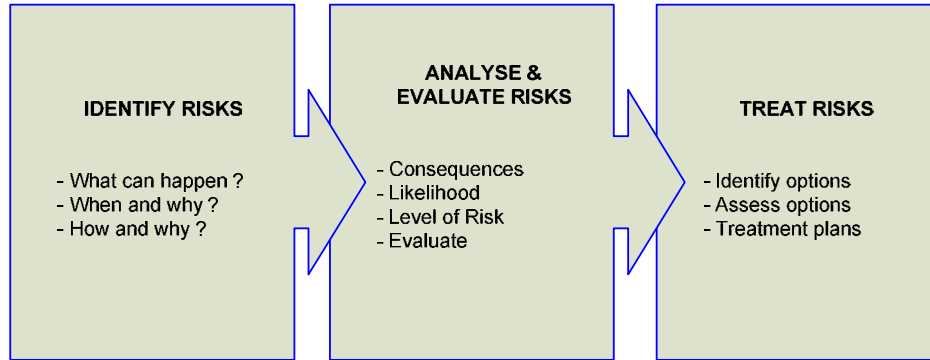 IDENTIFY RISKS
- What can happen ?
- When and why ?
- How and why ?
ANALYSE &
EVALUATE RISKS
- Consequences
- Likelihood
- Level of Risk
- Evaluate
TREAT RISKS
- Identify options
- Assess options
- Treatment plans